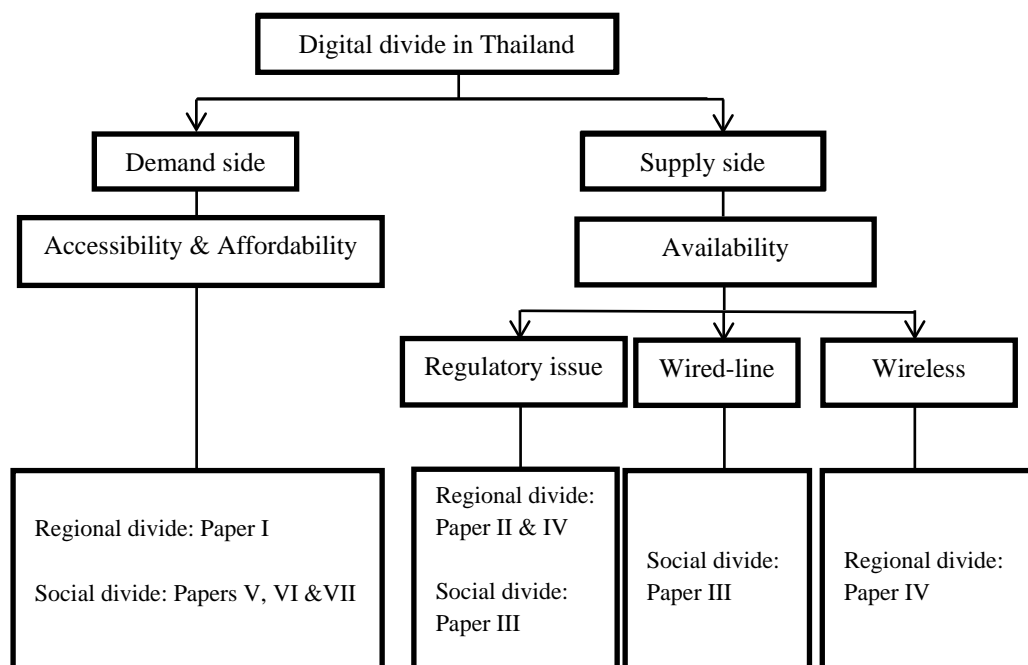 Digital divide in Thailand
Demand side
Supply side
Accessibility & Affordability
Availability
Regulatory issue
Wired-line
Wireless
Regional divide: Paper I
Social divide: Papers V, VI &VII
Regional divide:
Paper II & IV
Social divide:
Paper III
Social divide:
Paper III
Regional divide:
Paper IV